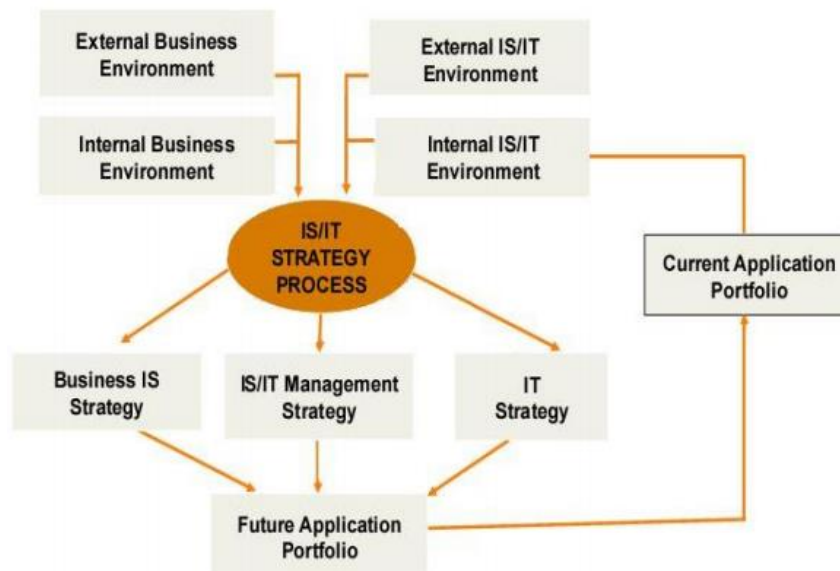 External Business
Environment
External IS/IT
Environment
Internal Business
Environment
Internal IS/IT
Environment
IS/IT
STRATEGY
PROCESS
Current Application
Portfolio
Business IS
Strategy
IS/IT Management
Strategy
IT
Strategy
Future Application
Portfolio